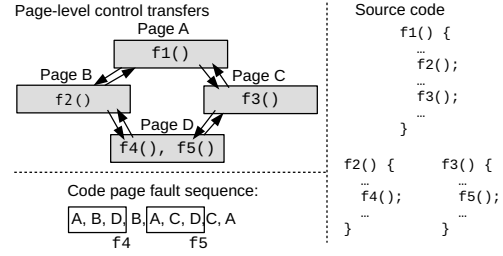 Page-level control transfers
Page A
f1()
Page B
f2()
Page C
f3()
Page D
f4(), f5()
Code page fault sequence:
A, B, D, B, A, C, D, C, A
f4
f5
Source code
f1() {
…
f2();
…
f3();
…
}
f2() {
…
f4();
…
}
f3() {
…
f5();
…
}